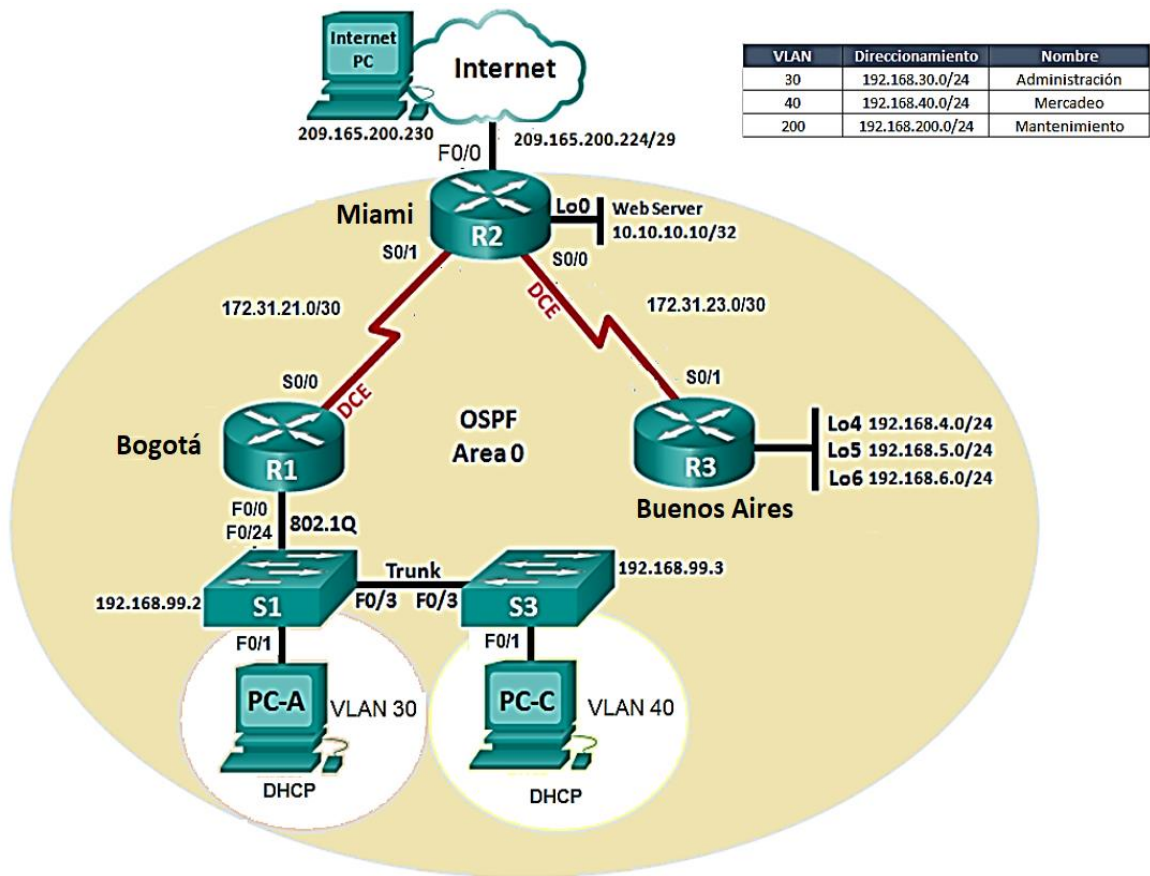 Internet
PC
Internet
209.165.200.230
209.165.200.224/29
F0/0
VLAN Direccionamiento Nombre
30 192.168.30.0/24 Administración
40 192.168.40.0/24 Mercadeo
200 192.168.200.0/24 Mantenimiento
Miami
R2
Lo0
Web Server
10.10.10.10/32
S0/1
S0/0
DCE
172.31.21.0/30
172.31.23.0/30
S0/0
DCE
S0/1
Bogotá
R1
OSPF
Area 0
R3
Buenos Aires
Lo4 192.168.4.0/24
Lo5 192.168.5.0/24
Lo6 192.168.6.0/24
F0/0
F0/24
802.1Q
192.168.99.2
S1
Trunk
F0/3 F0/3
S3
192.168.99.3
F0/1
F0/1
PC-A
VLAN 30
PC-C
VLAN 40
DHCP
DHCP